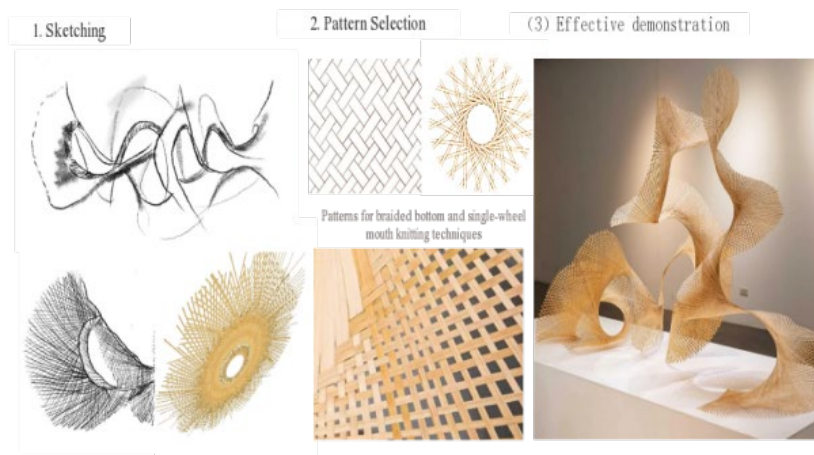 1. Sketching
2. Pattern Selection
(3) Effective demonstration
Patterns for braided bottom and single-wheel
mouth knitting techniques